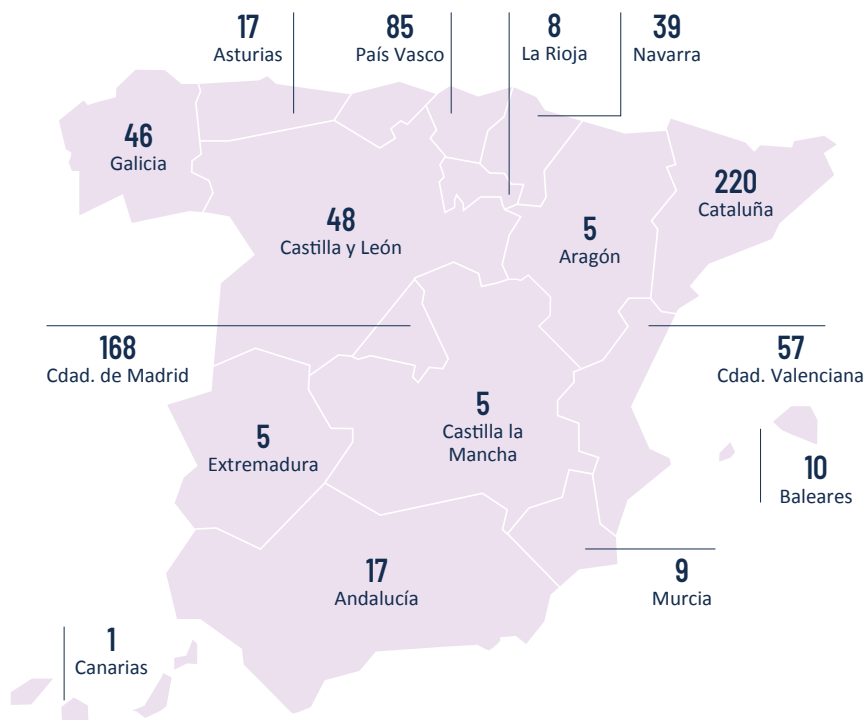 17
Asturias
85
País Vasco
8
La Rioja
39
Navarra
46
Galicia
220
Cataluña
48
Castilla y León
5
Aragón
168
Cdad. de Madrid
57
Cdad. Valenciana
5
Extremadura
5
Castilla la
Mancha
10
Baleares
17
Andalucía
9
Murcia
1
Canarias